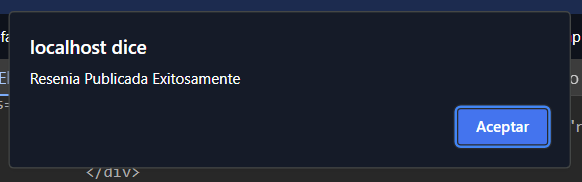 localhost dice
Resenia Publicada Exitosamente
Aceptar
</div>